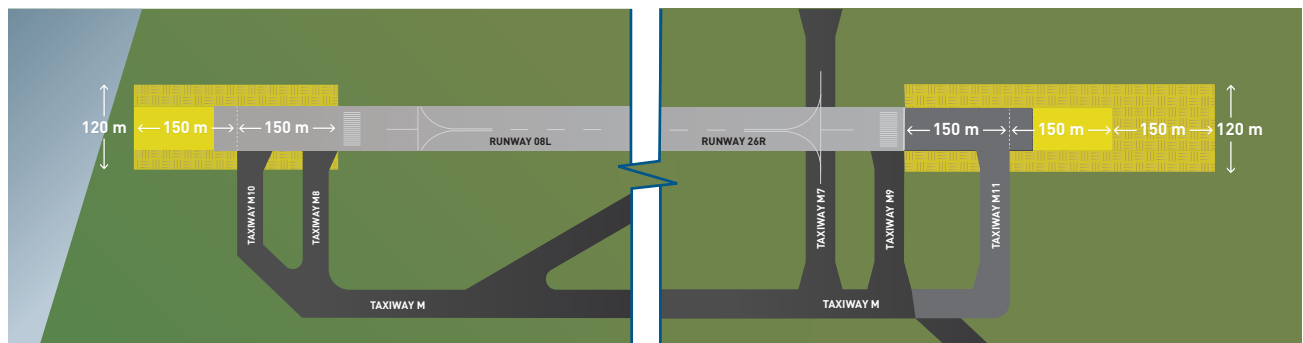 120 m
150 m
150 m
RUNWAY 08L
RUNWAY 26R
150 m
150 m
150 m
120 m
TAXIWAY M10
TAXIWAY M8
TAXIWAY M7
TAXIWAY M9
TAXIWAY M11
TAXIWAY M
TAXIWAY M